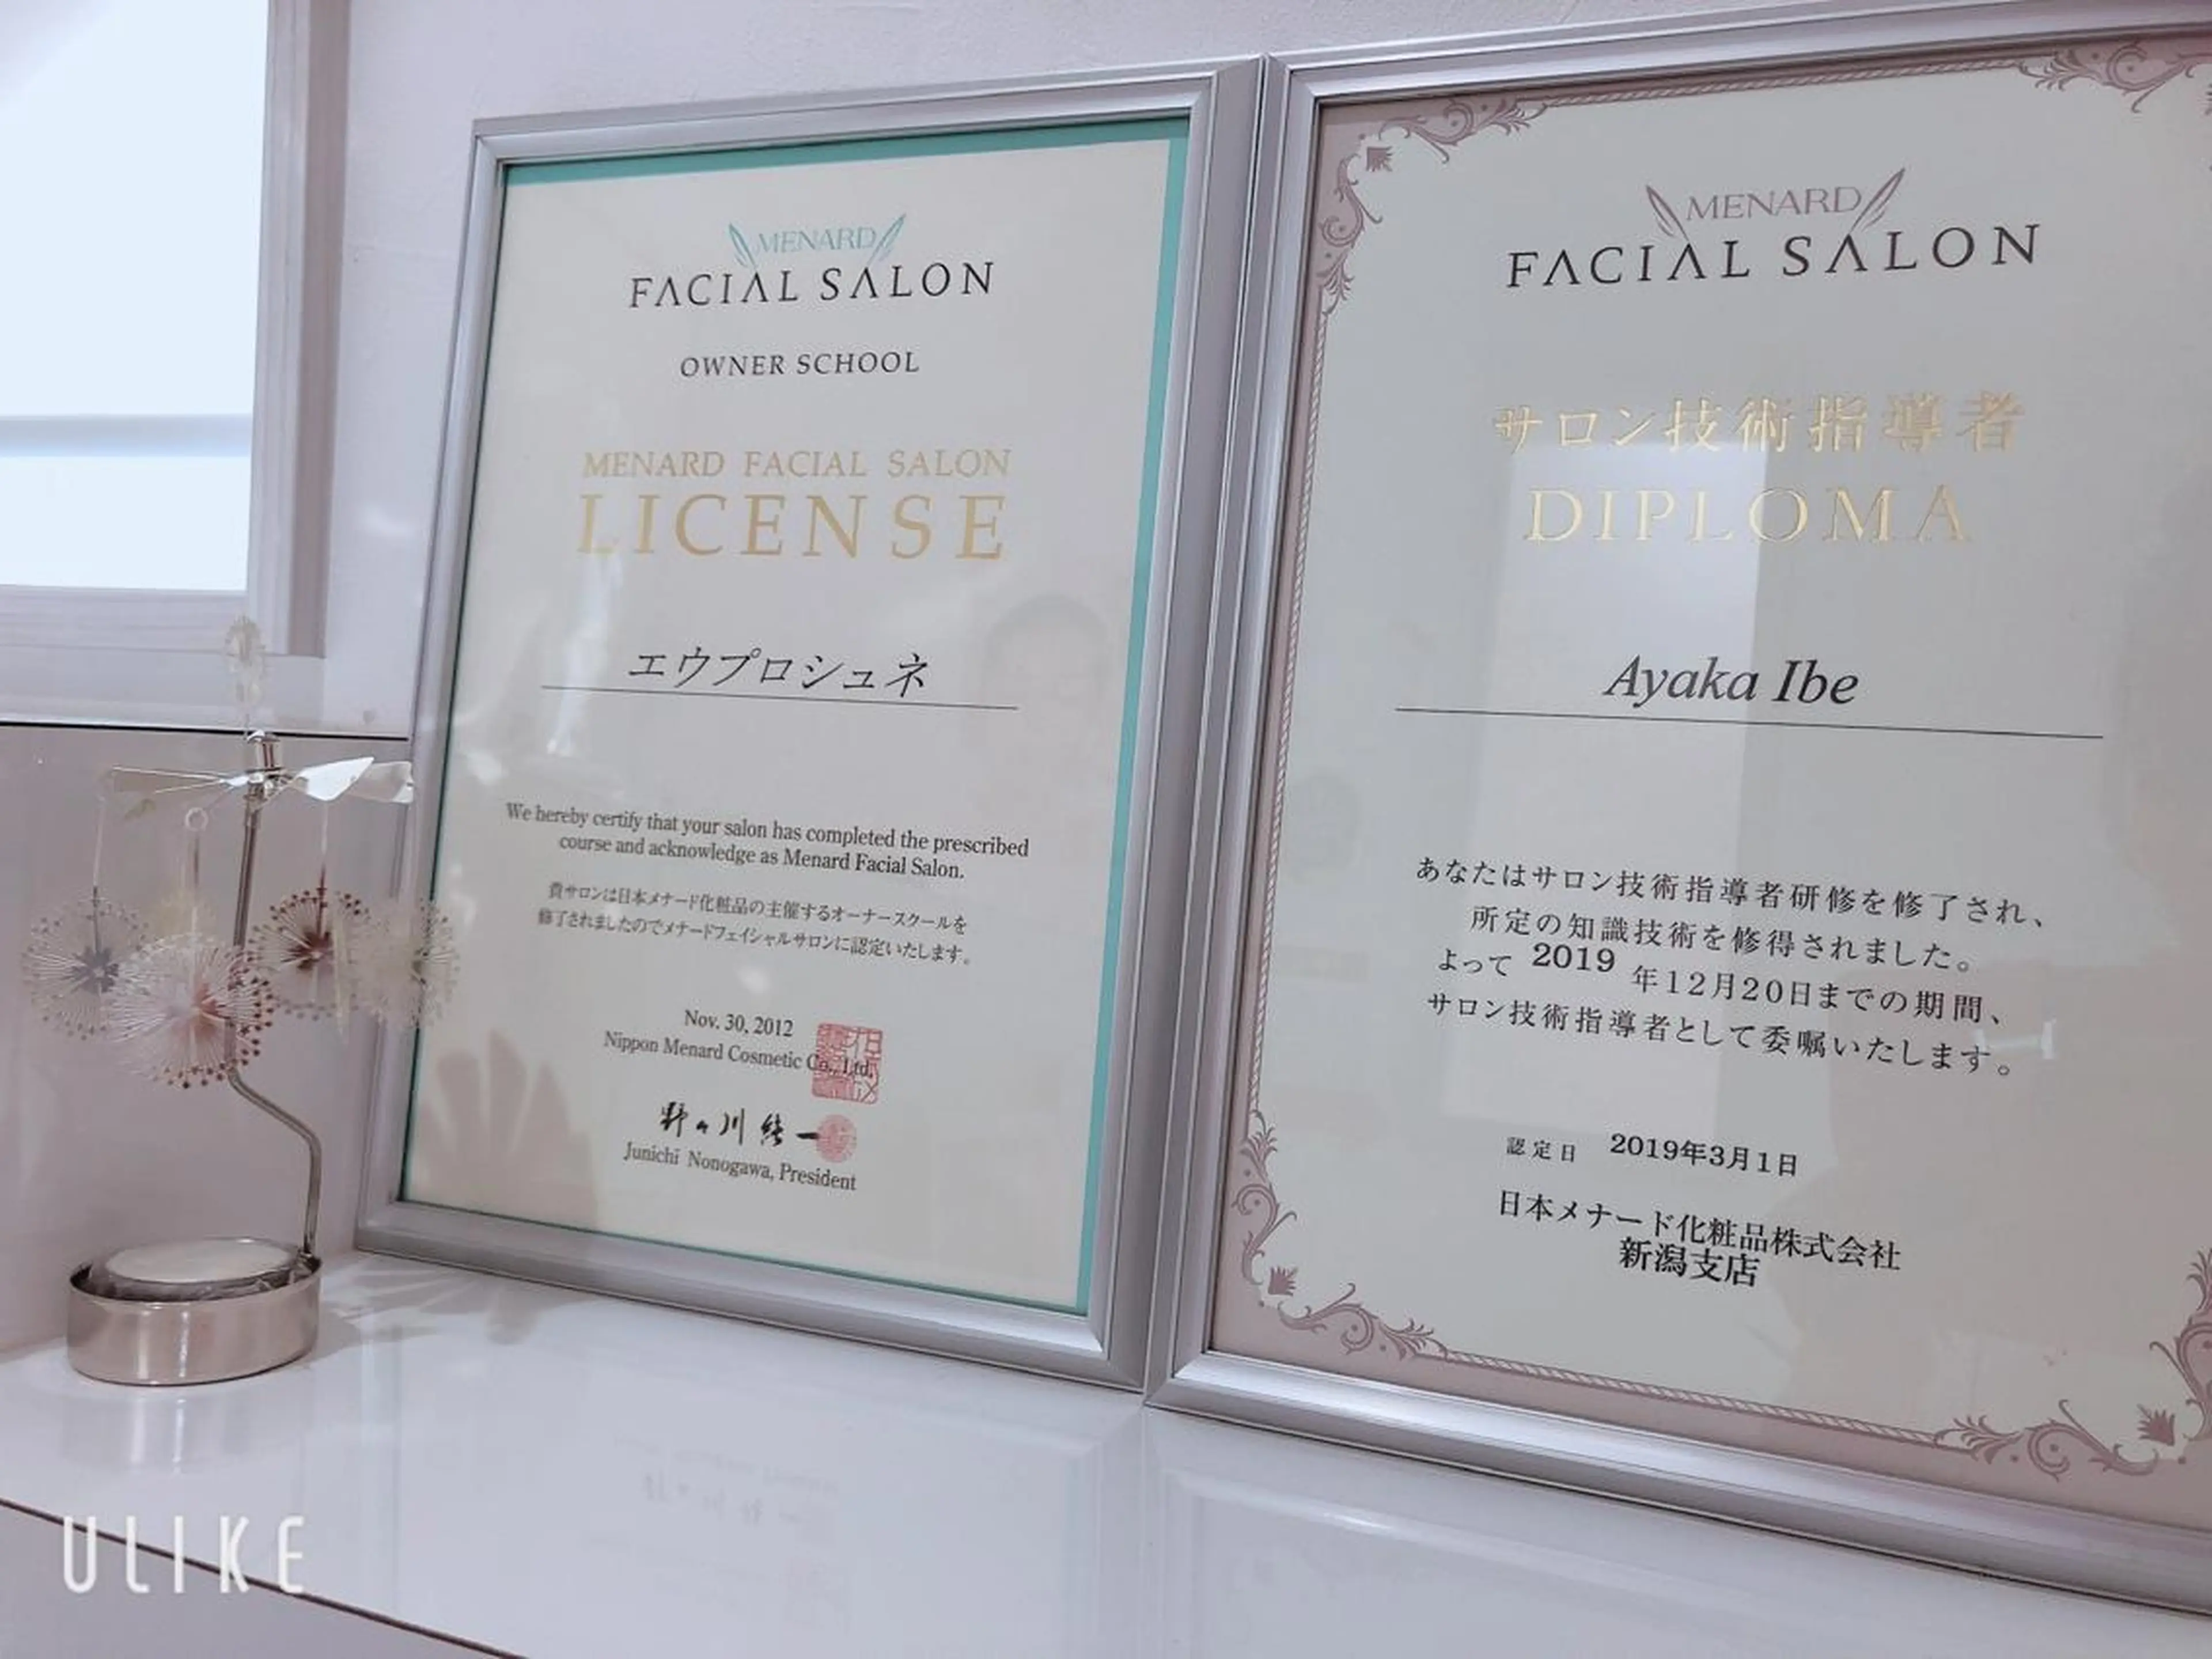 MENARD
FACIAL SALON
OWNER SCHOOL
MENARD FACIAL SALON
LICENSE
エウプロシュネ
We hereby certify that your salon has completed the prescribed
course and acknowledge as Menard Facial Salon.
貴サロンは日本メナード化粧品の主催するオーナースクールを
修了されましたのでメナードフェイシャルサロンに認定いたします。
Nov. 30, 2012
Nippon Menard Cosmetic Co., Ltd.
野々川純一
Junichi Nonogawa, President
MENARD
FACIAL SALON
サロン技術指導者
DIPLOMA
Ayaka Ibe
あなたはサロン技術指導者研修を修了され、
所定の知識技術を修得されました。
よって 2019 年12月20日までの期間、
サロン技術指導者として委嘱いたします。
認定日 2019年3月1日
日本メナード化粧品株式会社
新潟支店
ULIKE